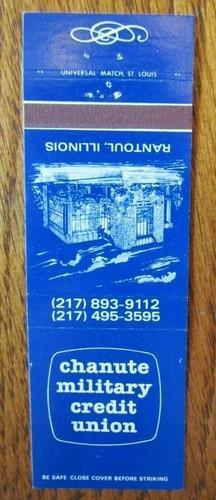 UNIVERSAL MATCH, ST. LOUIS
RANTOUL, ILLINOIS
(217) 893-9112
(217) 495-3595
chanute
military
credit
union
BE SAFE·CLOSE COVER BEFORE STRIKING